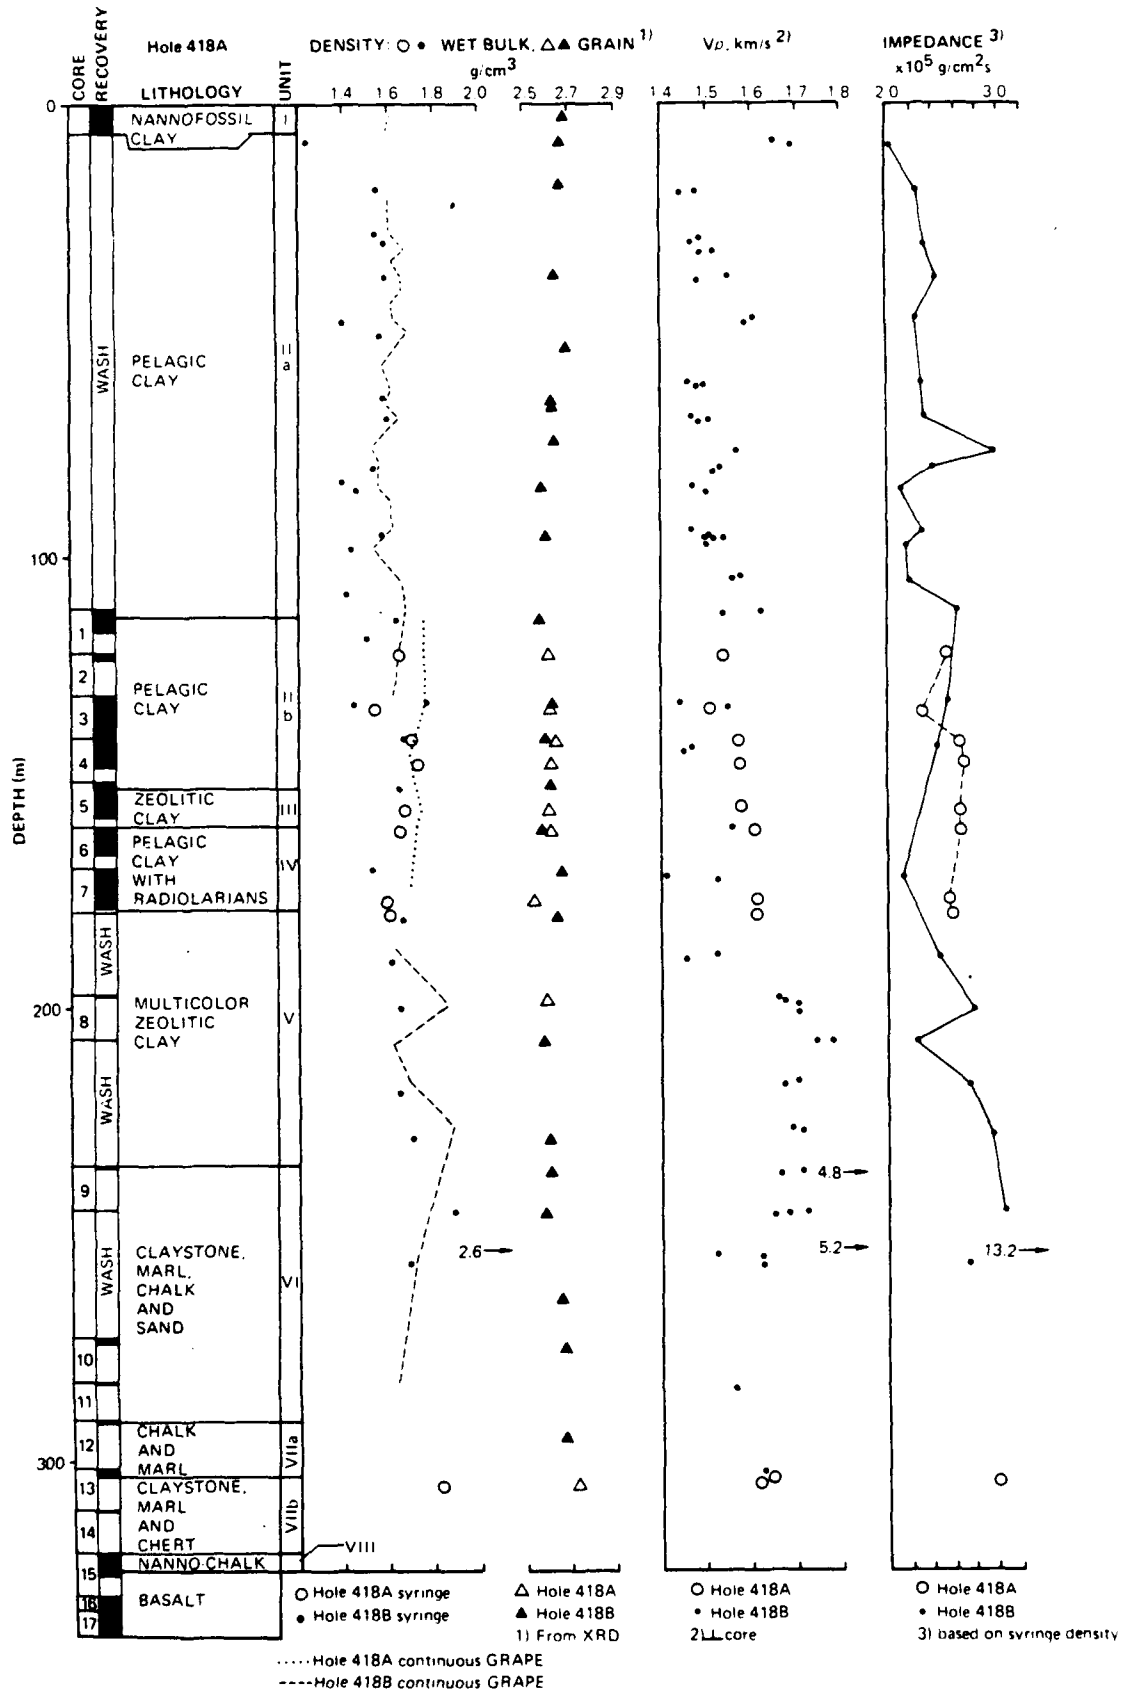 Hole 418A
DENSITY: ○ • WET BULK, △ ▲ GRAIN 1)
g/cm3
Vp, km/s 2)
IMPEDANCE 3)
x105 g/cm2s
CORE
RECOVERY
LITHOLOGY
UNIT
1.4 1.6 1.8 2.0
2.5 2.7 2.9
1.4 1.5 1.6 1.7 1.8
2.0 3.0
DEPTH (m)
0
100
200
300
NANNOFOSSIL
CLAY
I
WASH
PELAGIC
CLAY
II
a
1
2
3
4
PELAGIC
CLAY
II
b
5
ZEOLITIC
CLAY
III
6
7
PELAGIC
CLAY
WITH
RADIOLARIANS
IV
WASH
8
WASH
MULTICOLOR
ZEOLITIC
CLAY
V
9
WASH
10
11
CLAYSTONE,
MARL,
CHALK
AND
SAND
VI
2.6
4.8
5.2
13.2
12
CHALK
AND
MARL
VIIa
13
14
CLAYSTONE,
MARL
AND
CHERT
VIIb
VIII
15
NANNO-CHALK
16
17
BASALT
○ Hole 418A syringe
• Hole 418B syringe
△ Hole 418A
▲ Hole 418B
1) From XRD
○ Hole 418A
• Hole 418B
2) ⊥ core
○ Hole 418A
• Hole 418B
3) based on syringe density
.....Hole 418A continuous GRAPE
----Hole 418B continuous GRAPE